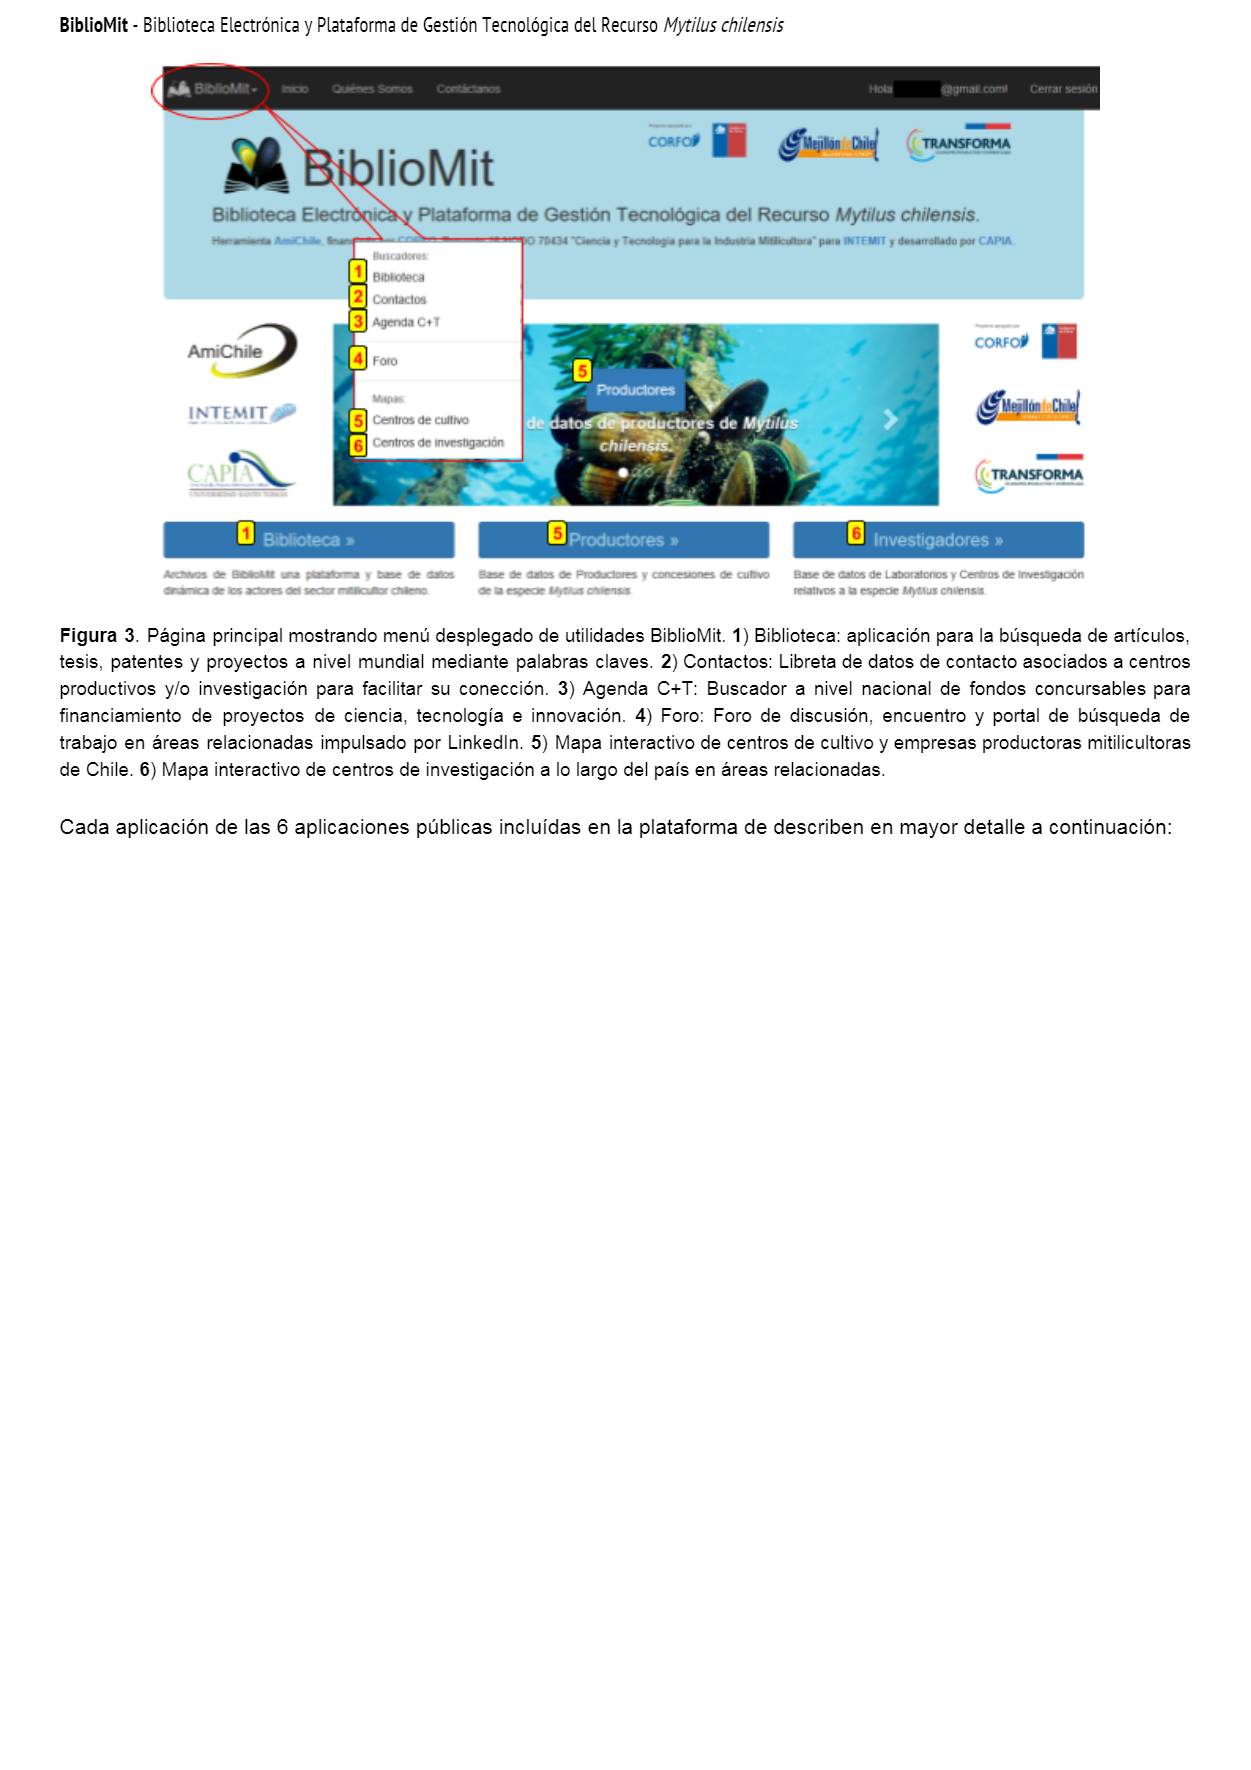 BiblioMit - Biblioteca Electrónica y Plataforma de Gestión Tecnológica del Recurso Mytilus chilensis
BiblioMit Inicio Quiénes Somos Contáctanos Hola @gmail.com! Cerrar sesión
CORFO MejillóndeChile TRANSFORMA
BiblioMit
Biblioteca Electrónica y Plataforma de Gestión Tecnológica del Recurso Mytilus chilensis.
Herramienta AmiChile, 70434 "Ciencia y Tecnología para la Industria Mitilicultora" para INTEMIT y desarrollado por CAPIA.
Buscadores:
1 Biblioteca
2 Contactos
3 Agenda C+T
4 Foro
Mapas:
5 Centros de cultivo
6 Centros de investigación
AmiChile
INTEMIT
CAPIA
UNIVERSIDAD SANTO TOMAS
5 Productores
de datos de productores de Mytilus
chilensis.
CORFO
MejillóndeChile
TRANSFORMA
1 Biblioteca »
Archivos de BiblioMit una plataforma y base de datos
dinámica de los actores del sector mitilicultor chileno.
5 Productores »
Base de datos de Productores y concesiones de cultivo
de la especie Mytilus chilensis.
6 Investigadores »
Base de datos de Laboratorios y Centros de Investigación
relativos a la especie Mytilus chilensis.
Figura 3. Página principal mostrando menú desplegado de utilidades BiblioMit. 1) Biblioteca: aplicación para la búsqueda de artículos,
tesis, patentes y proyectos a nivel mundial mediante palabras claves. 2) Contactos: Libreta de datos de contacto asociados a centros
productivos y/o investigación para facilitar su conección. 3) Agenda C+T: Buscador a nivel nacional de fondos concursables para
financiamiento de proyectos de ciencia, tecnología e innovación. 4) Foro: Foro de discusión, encuentro y portal de búsqueda de
trabajo en áreas relacionadas impulsado por LinkedIn. 5) Mapa interactivo de centros de cultivo y empresas productoras mitilicultoras
de Chile. 6) Mapa interactivo de centros de investigación a lo largo del país en áreas relacionadas.
Cada aplicación de las 6 aplicaciones públicas incluídas en la plataforma de describen en mayor detalle a continuación: